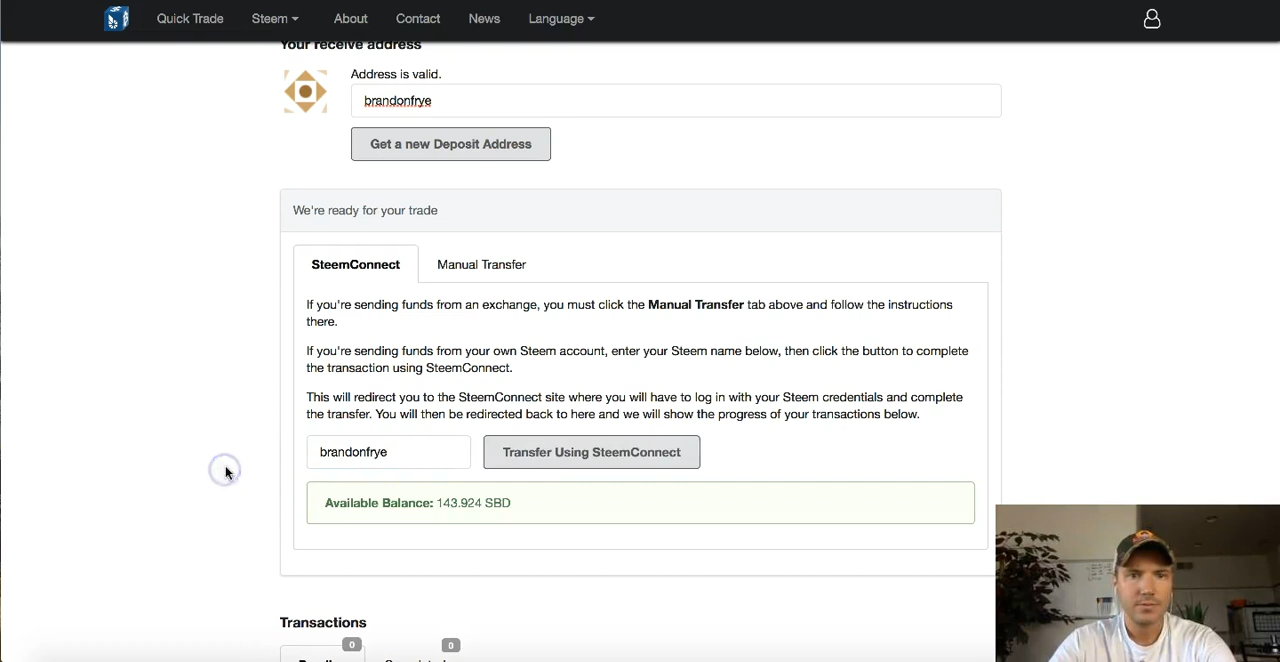 Quick Trade Steem About Contact News Language
Your receive address
Address is valid.
brandonfrye
Get a new Deposit Address
We're ready for your trade
SteemConnect Manual Transfer
If you're sending funds from an exchange, you must click the Manual Transfer tab above and follow the instructions
there.
If you're sending funds from your own Steem account, enter your Steem name below, then click the button to complete
the transaction using SteemConnect.
This will redirect you to the SteemConnect site where you will have to log in with your Steem credentials and complete
the transfer. You will then be redirected back to here and we will show the progress of your transactions below.
brandonfrye Transfer Using SteemConnect
Available Balance: 143.924 SBD
Transactions
0 0